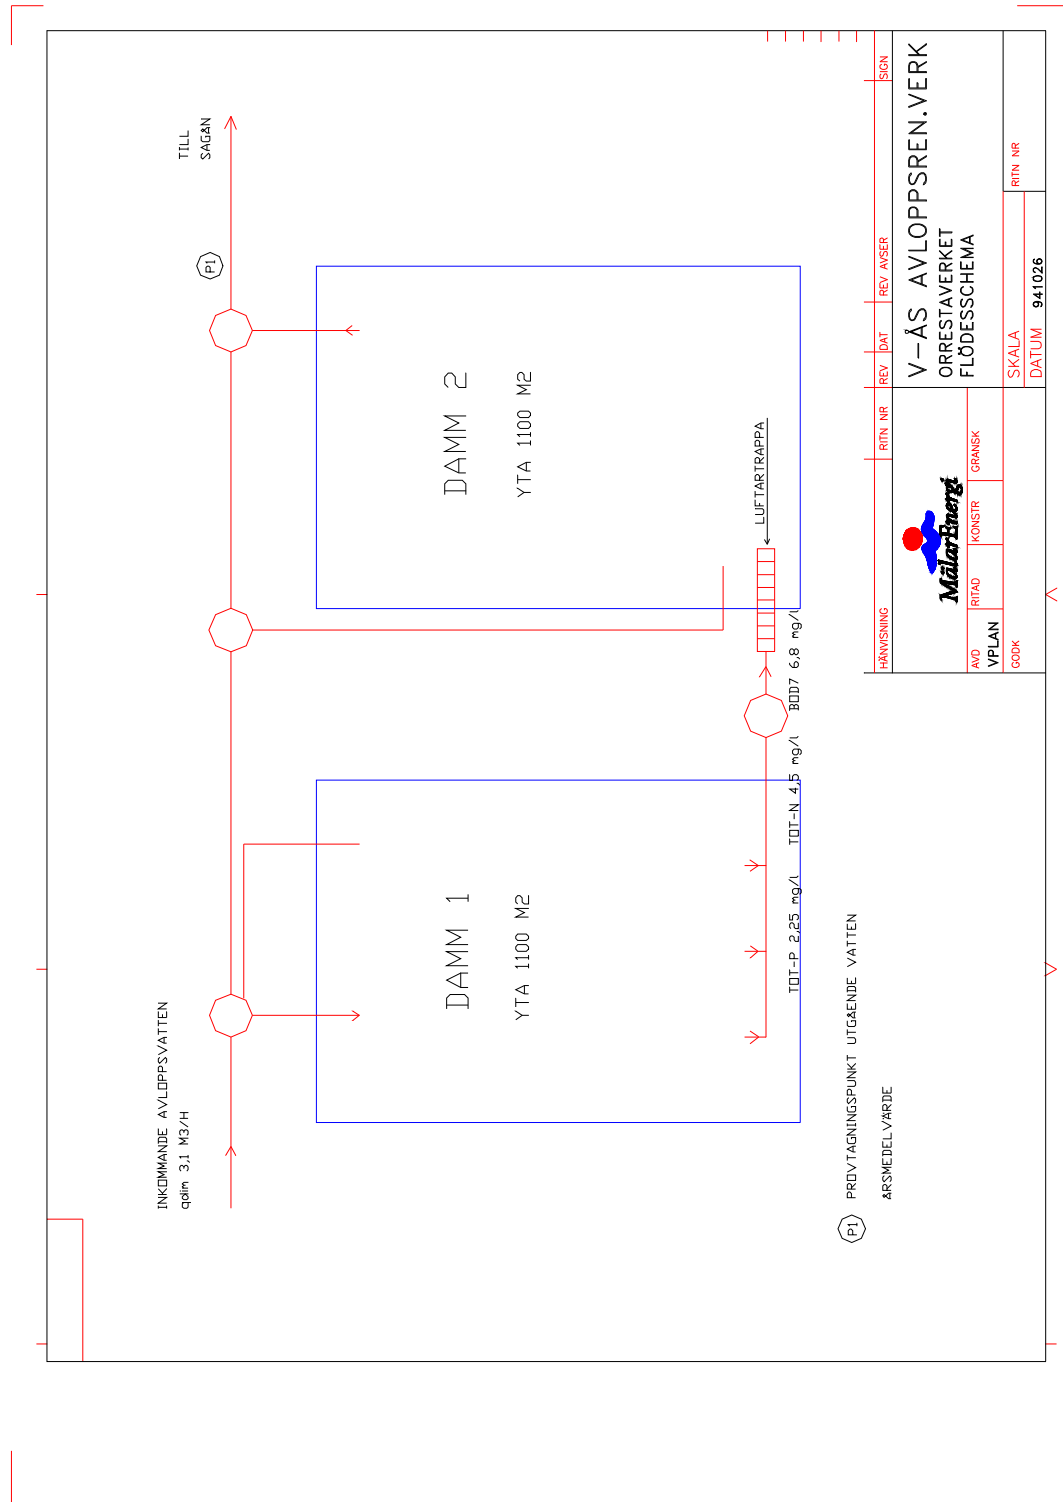 INKOMMANDE AVLOPPSVATTEN
qdim 3,1 M3/H
TILL
SAGÅN
P1
DAMM 1
YTA 1100 M2
DAMM 2
YTA 1100 M2
LUFTARTRAPPA
TOT-P 2,25 mg/l TOT-N 4,5 mg/l BOD7 6,8 mg/l
P1 PROVTAGNINGSPUNKT UTGÅENDE VATTEN
ÅRSMEDELVÄRDE
HÄNVISNING RITN NR REV DAT REV AVSER SIGN
MälarEnergi
V-ÅS AVLOPPSREN.VERK
ORRESTAVERKET
FLÖDESSCHEMA
AVD RITAD KONSTR GRANSK
VPLAN
GODK
SKALA
DATUM 941026
RITN NR